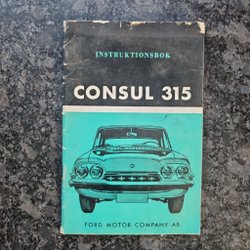 INSTRUKTIONSBOK
CONSUL 315
FORD MOTOR COMPANY AB